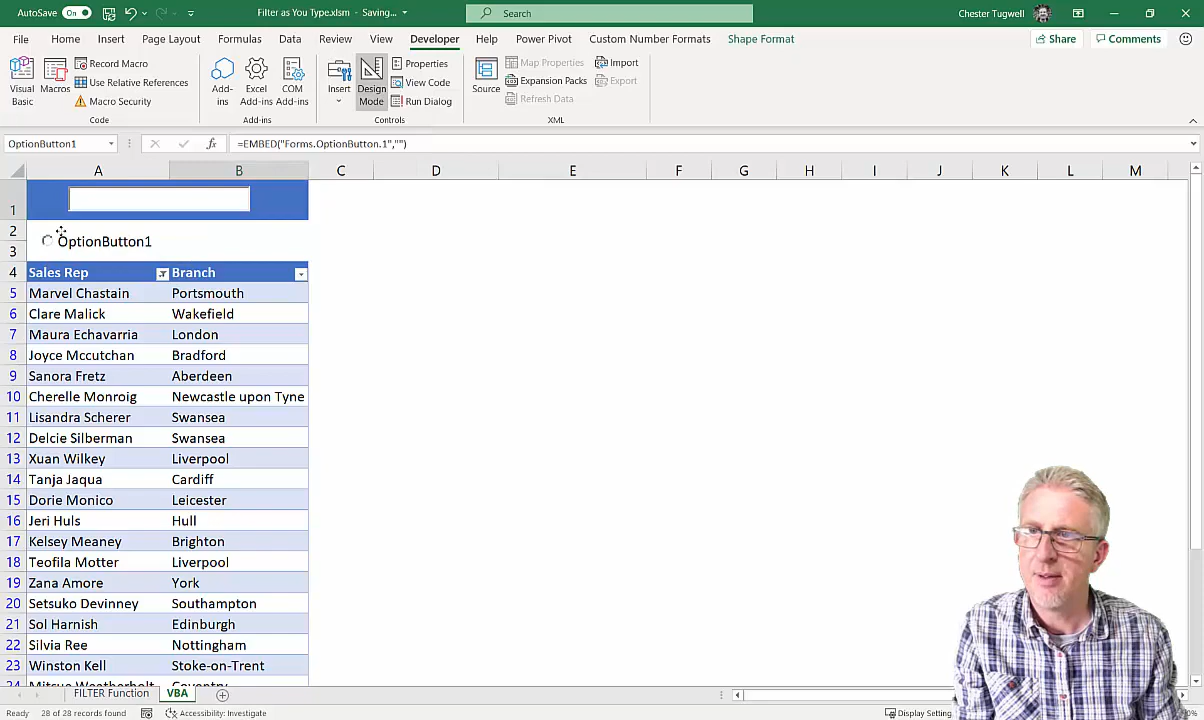 AutoSave On Filter as You Type.xlsm - Saving... Search Chester Tugwell
File Home Insert Draw Page Layout Formulas Data Review View Developer Help Power Pivot Custom Number Formats Shape Format Share Comments
Visual Basic
Macros
Record Macro
Use Relative References
Macro Security
Code
Add-ins
Excel Add-ins
COM Add-ins
Add-ins
Insert
Design Mode
Properties
View Code
Run Dialog
Controls
Source
Map Properties
Expansion Packs
Refresh Data
Import
Export
XML
OptionButton1 fx =EMBED("Forms.OptionButton.1","")
A B C D E F G H I J K L M
1
2
OptionButton1
3
4 Sales Rep Branch
5 Marvel Chastain Portsmouth
6 Clare Malick Wakefield
7 Maura Echavarria London
8 Joyce Mccutchan Bradford
9 Sanora Fretz Aberdeen
10 Cherelle Monroig Newcastle upon Tyne
11 Lisandra Scherer Swansea
12 Delcie Silberman Swansea
13 Xuan Wilkey Liverpool
14 Tanja Jaqua Cardiff
15 Dorie Monico Leicester
16 Jeri Huls Hull
17 Kelsey Meaney Brighton
18 Teofila Motter Liverpool
19 Zana Amore York
20 Setsuko Devinney Southampton
21 Sol Harnish Edinburgh
22 Silvia Ree Nottingham
23 Winston Kell Stoke-on-Trent
FILTER Function VBA
Ready 28 of 28 records found Accessibility: Investigate Display Setting